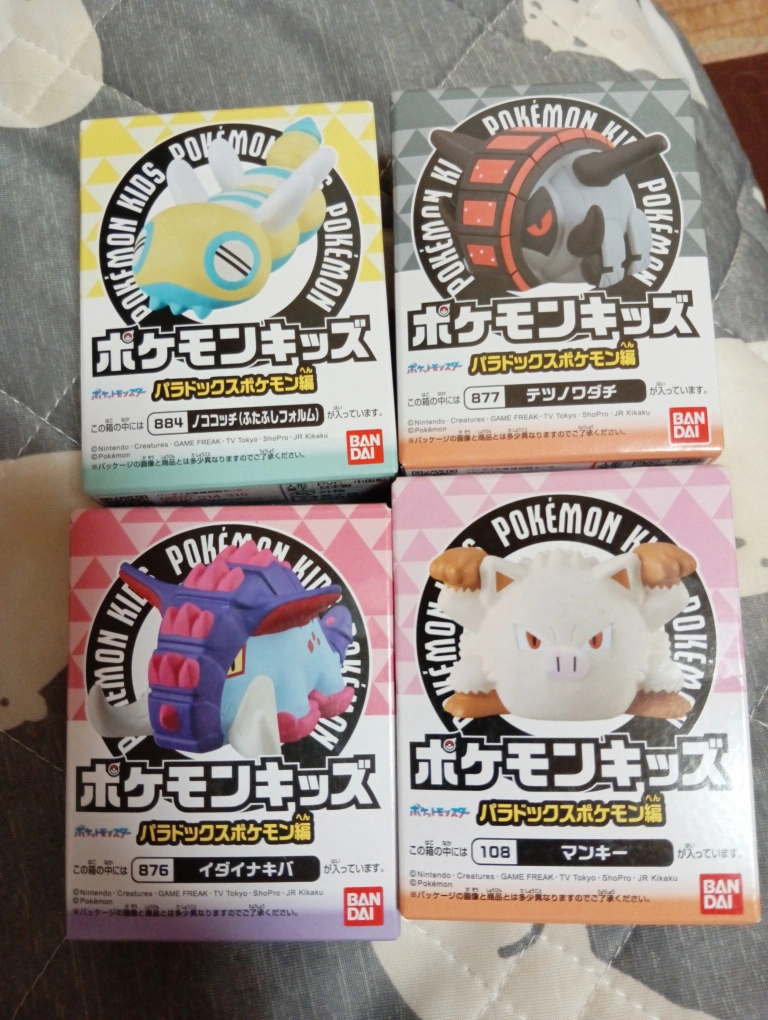 POKÉMON KIDS POKÉMON KIDS POKÉMON
ポケモンキッズ
ポケットモンスター
パラドックスポケモン編
へん
この箱の中には 884 ノココッチ(ふたふしフォルム) が入っています。
©Nintendo・Creatures・GAME FREAK・TV Tokyo・ShoPro・JR Kikaku
©Pokémon
※パッケージの画像と商品とは多少異なりますのでご了承ください。
BAN
DAI
POKÉMON KI
POKÉMON KI
POKÉMON
ポケモンキッズ
ポケットモンスター
パラドックスポケモン編
へん
この箱の中には 877 テツノワダチ が入っています。
©Nintendo・Creatures・GAME FREAK・TV Tokyo・ShoPro・JR Kikaku
©Pokémon
※パッケージの画像と商品とは多少異なりますのでご了承ください。
BAN
DAI
POKÉMON KIDS POKÉMON KIDS POKÉMON
ポケモンキッズ
ポケットモンスター
パラドックスポケモン編
へん
この箱の中には 876 イダイナキバ が入っています。
©Nintendo・Creatures・GAME FREAK・TV Tokyo・ShoPro・JR Kikaku
©Pokémon
※パッケージの画像と商品とは多少異なりますのでご了承ください。
BAN
DAI
POKÉMON
POKÉMON KI
POKÉMON
ポケモンキッズ
ポケットモンスター
パラドックスポケモン編
へん
この箱の中には 108 マンキー が入っています。
©Nintendo・Creatures・GAME FREAK・TV Tokyo・ShoPro・JR Kikaku
©Pokémon
※パッケージの画像と商品とは多少異なりますのでご了承ください。
BAN
DAI